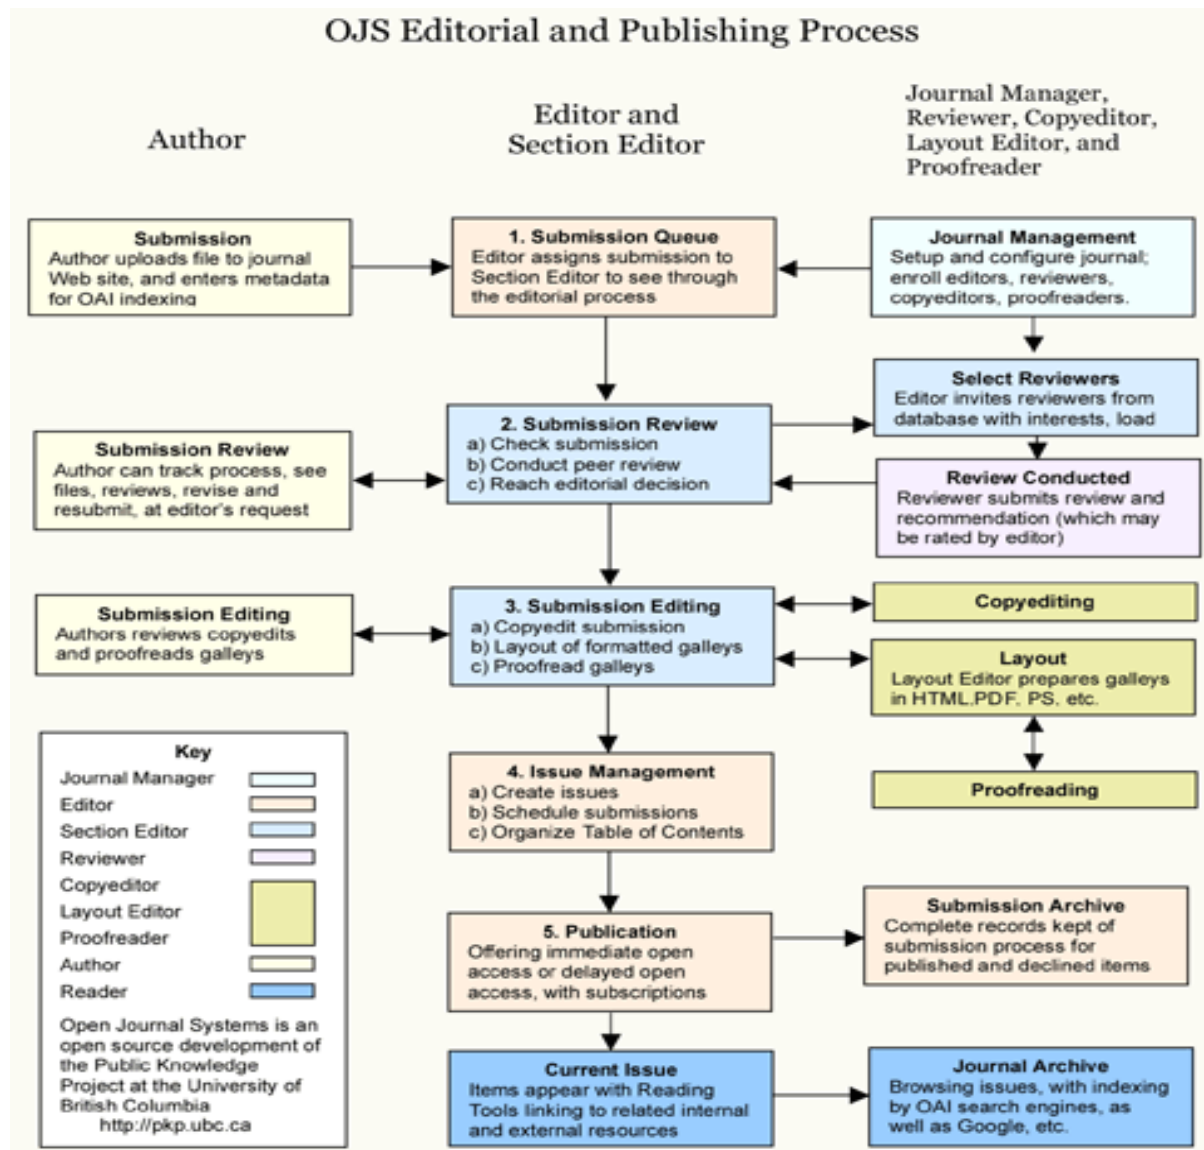 OJS Editorial and Publishing Process
Author
Editor and
Section Editor
Journal Manager,
Reviewer, Copyeditor,
Layout Editor, and
Proofreader
Submission
Author uploads file to journal
Web site, and enters metadata
for OAI indexing
1. Submission Queue
Editor assigns submission to
Section Editor to see through
the editorial process
Journal Management
Setup and configure journal;
enroll editors, reviewers,
copyeditors, proofreaders.
Select Reviewers
Editor invites reviewers from
database with interests, load
Submission Review
Author can track process, see
files, reviews, revise and
resubmit, at editor's request
2. Submission Review
a) Check submission
b) Conduct peer review
c) Reach editorial decision
Review Conducted
Reviewer submits review and
recommendation (which may
be rated by editor)
Submission Editing
Authors reviews copyedits
and proofreads galleys
3. Submission Editing
a) Copyedit submission
b) Layout of formatted galleys
c) Proofread galleys
Copyediting
Layout
Layout Editor prepares galleys
in HTML,PDF, PS, etc.
Proofreading
Key
Journal Manager
Editor
Section Editor
Reviewer
Copyeditor
Layout Editor
Proofreader
Author
Reader
Open Journal Systems is an
open source development of
the Public Knowledge
Project at the University of
British Columbia
http://pkp.ubc.ca
4. Issue Management
a) Create issues
b) Schedule submissions
c) Organize Table of Contents
5. Publication
Offering immediate open
access or delayed open
access, with subscriptions
Submission Archive
Complete records kept of
submission process for
published and declined items
Current Issue
Items appear with Reading
Tools linking to related internal
and external resources
Journal Archive
Browsing issues, with indexing
by OAI search engines, as
well as Google, etc.